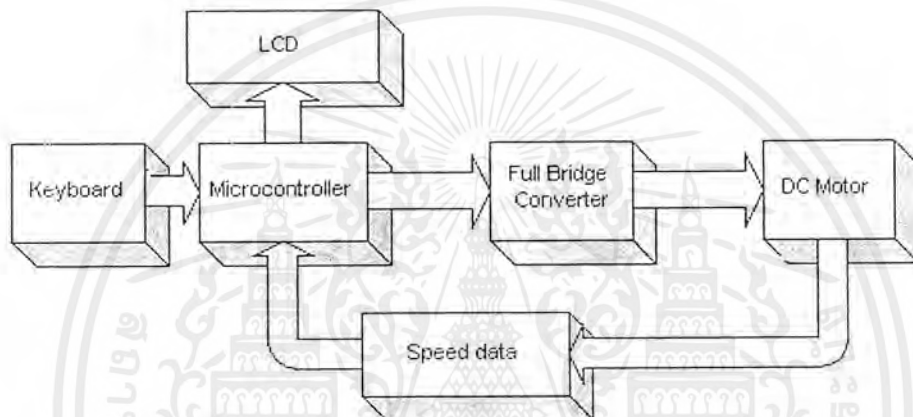 LCD
Keyboard
Microcontroller
Full Bridge
Converter
DC Motor
Speed data